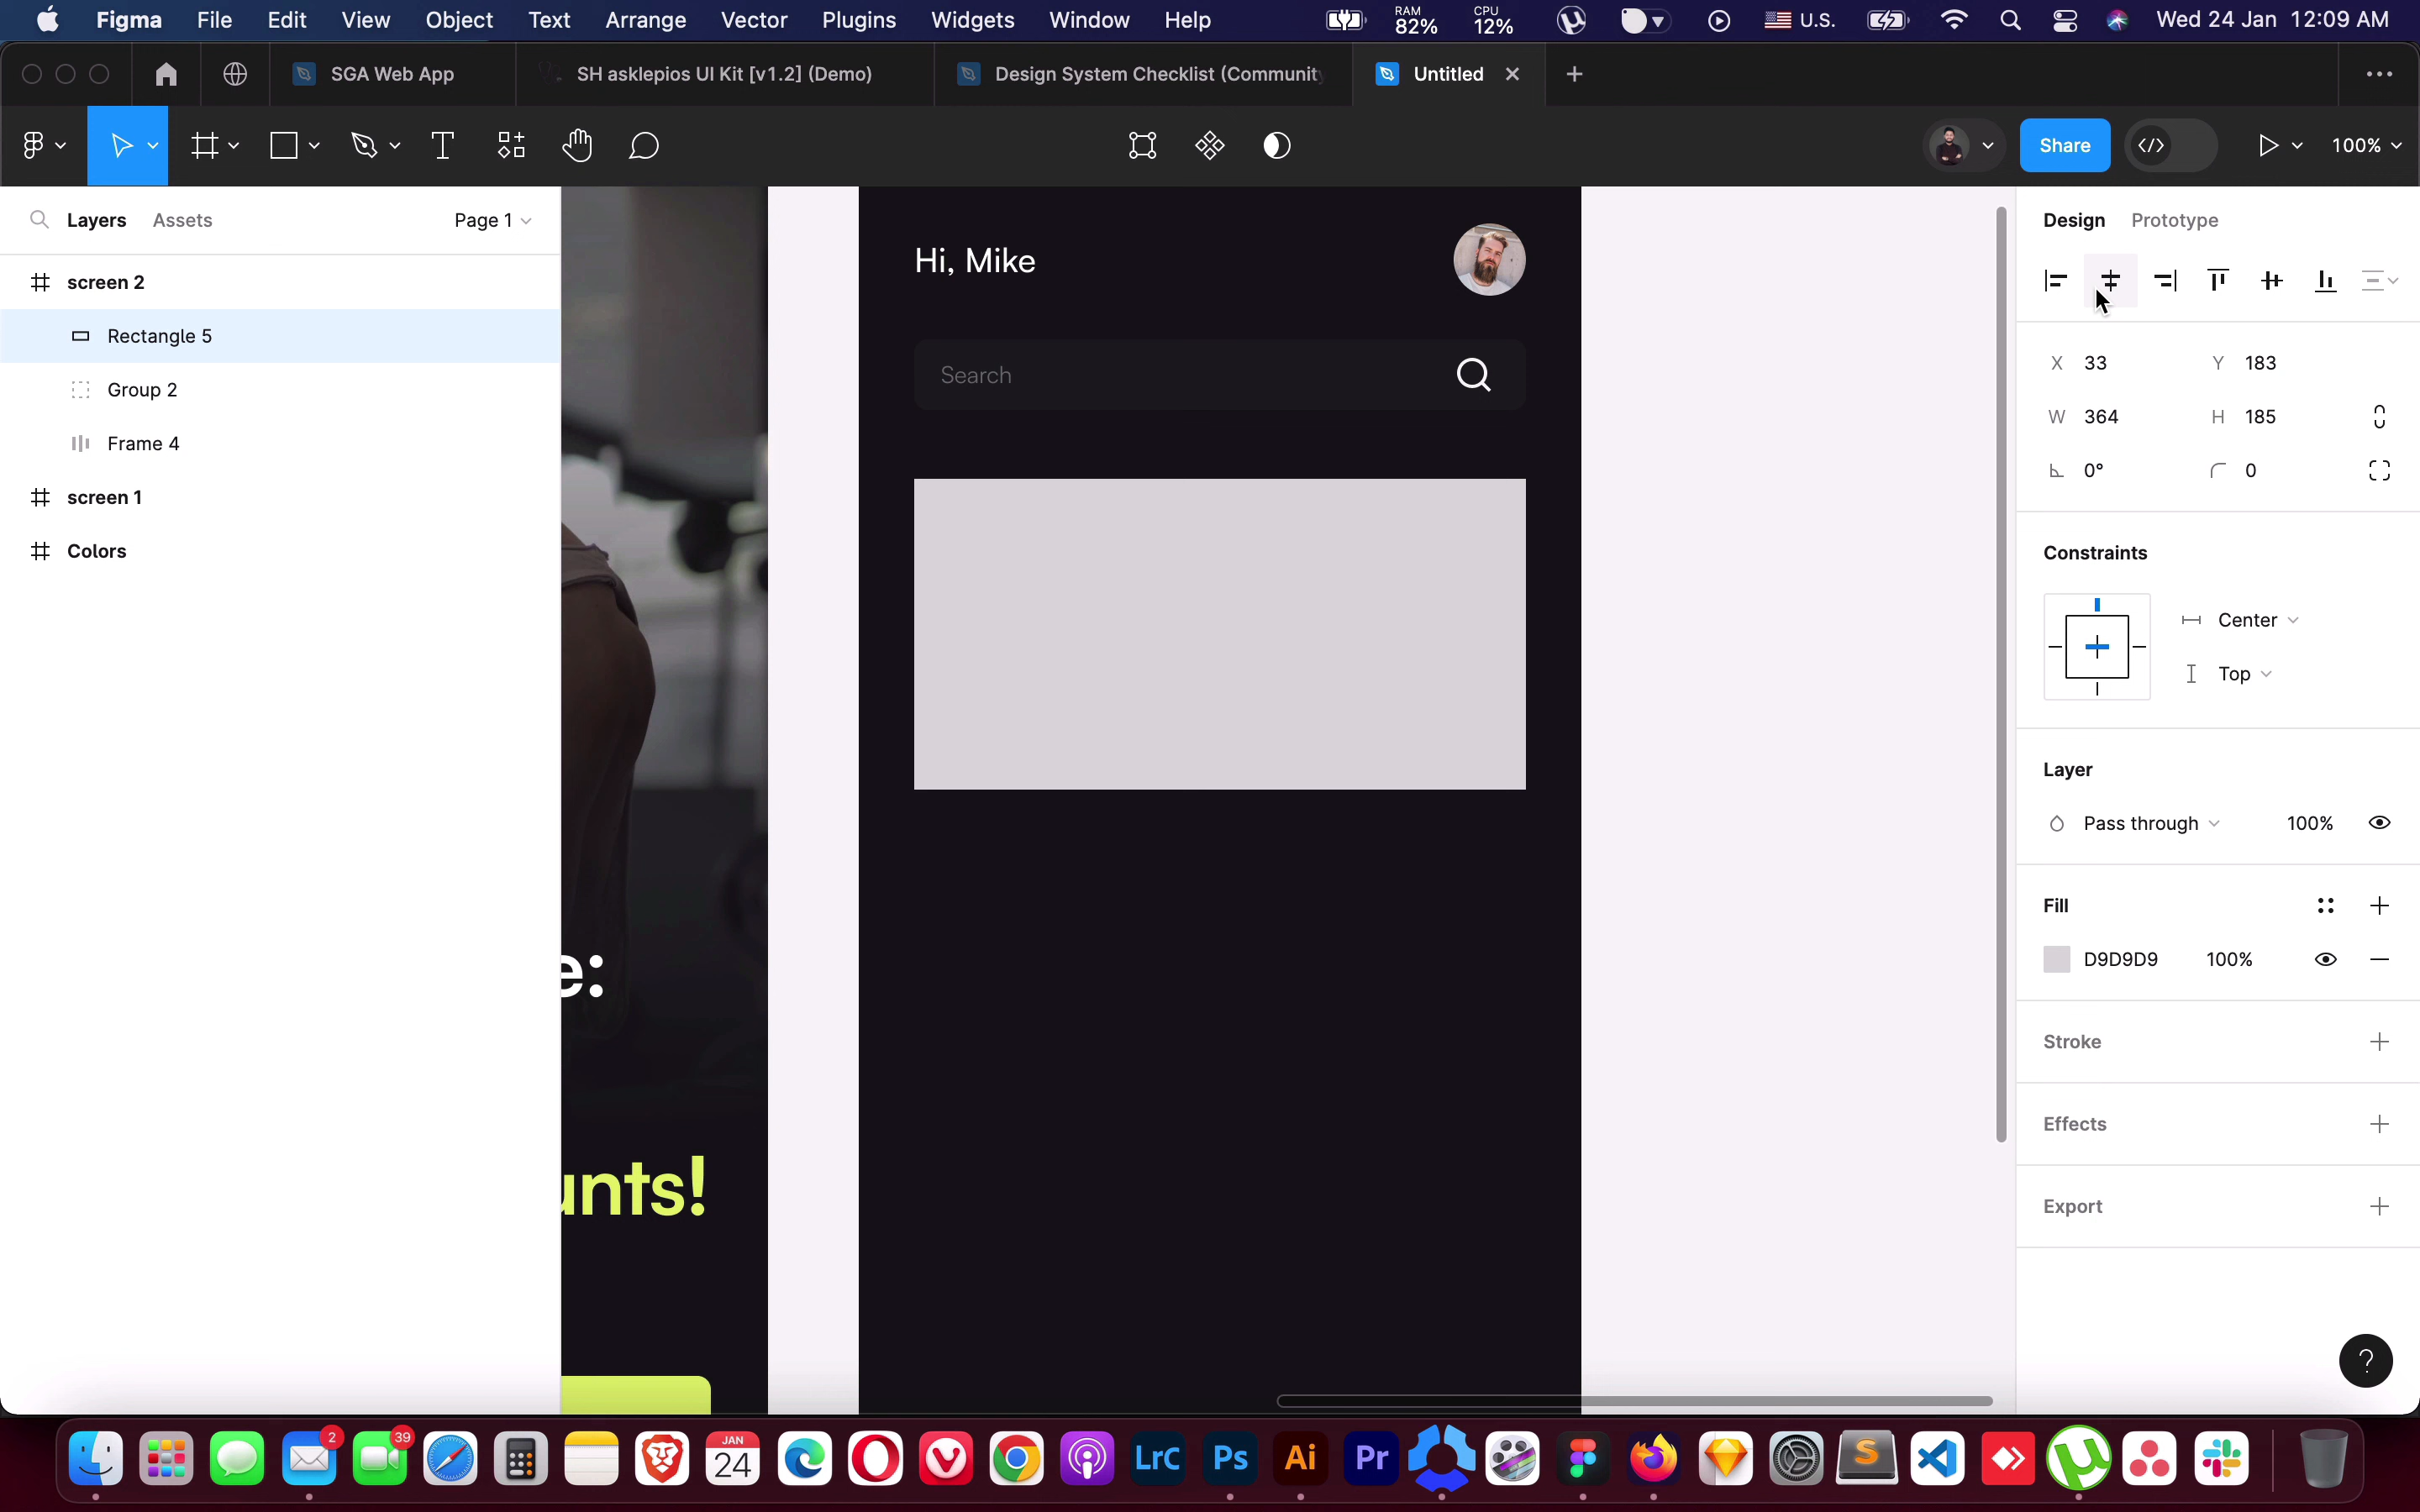 Figma File Edit View Object Text Arrange Vector Plugins Widgets Window Help RAM 82% CPU 12% U.S. Wed 24 Jan 12:09 AM
SGA Web App SH asklepios UI Kit [v1.2] (Demo) Design System Checklist (Community Untitled
Share 100%
Layers Assets Page 1
screen 2
Rectangle 5
Group 2
Frame 4
screen 1
Colors
e:
unts!
Hi, Mike
Search
Design Prototype
X 33 Y 183
W 364 H 185
0° 0
Constraints
Center
Top
Layer
Pass through 100%
Fill
D9D9D9 100%
Stroke
Effects
Export
?
2 39 JAN 24 LrC Ps Ai Pr S